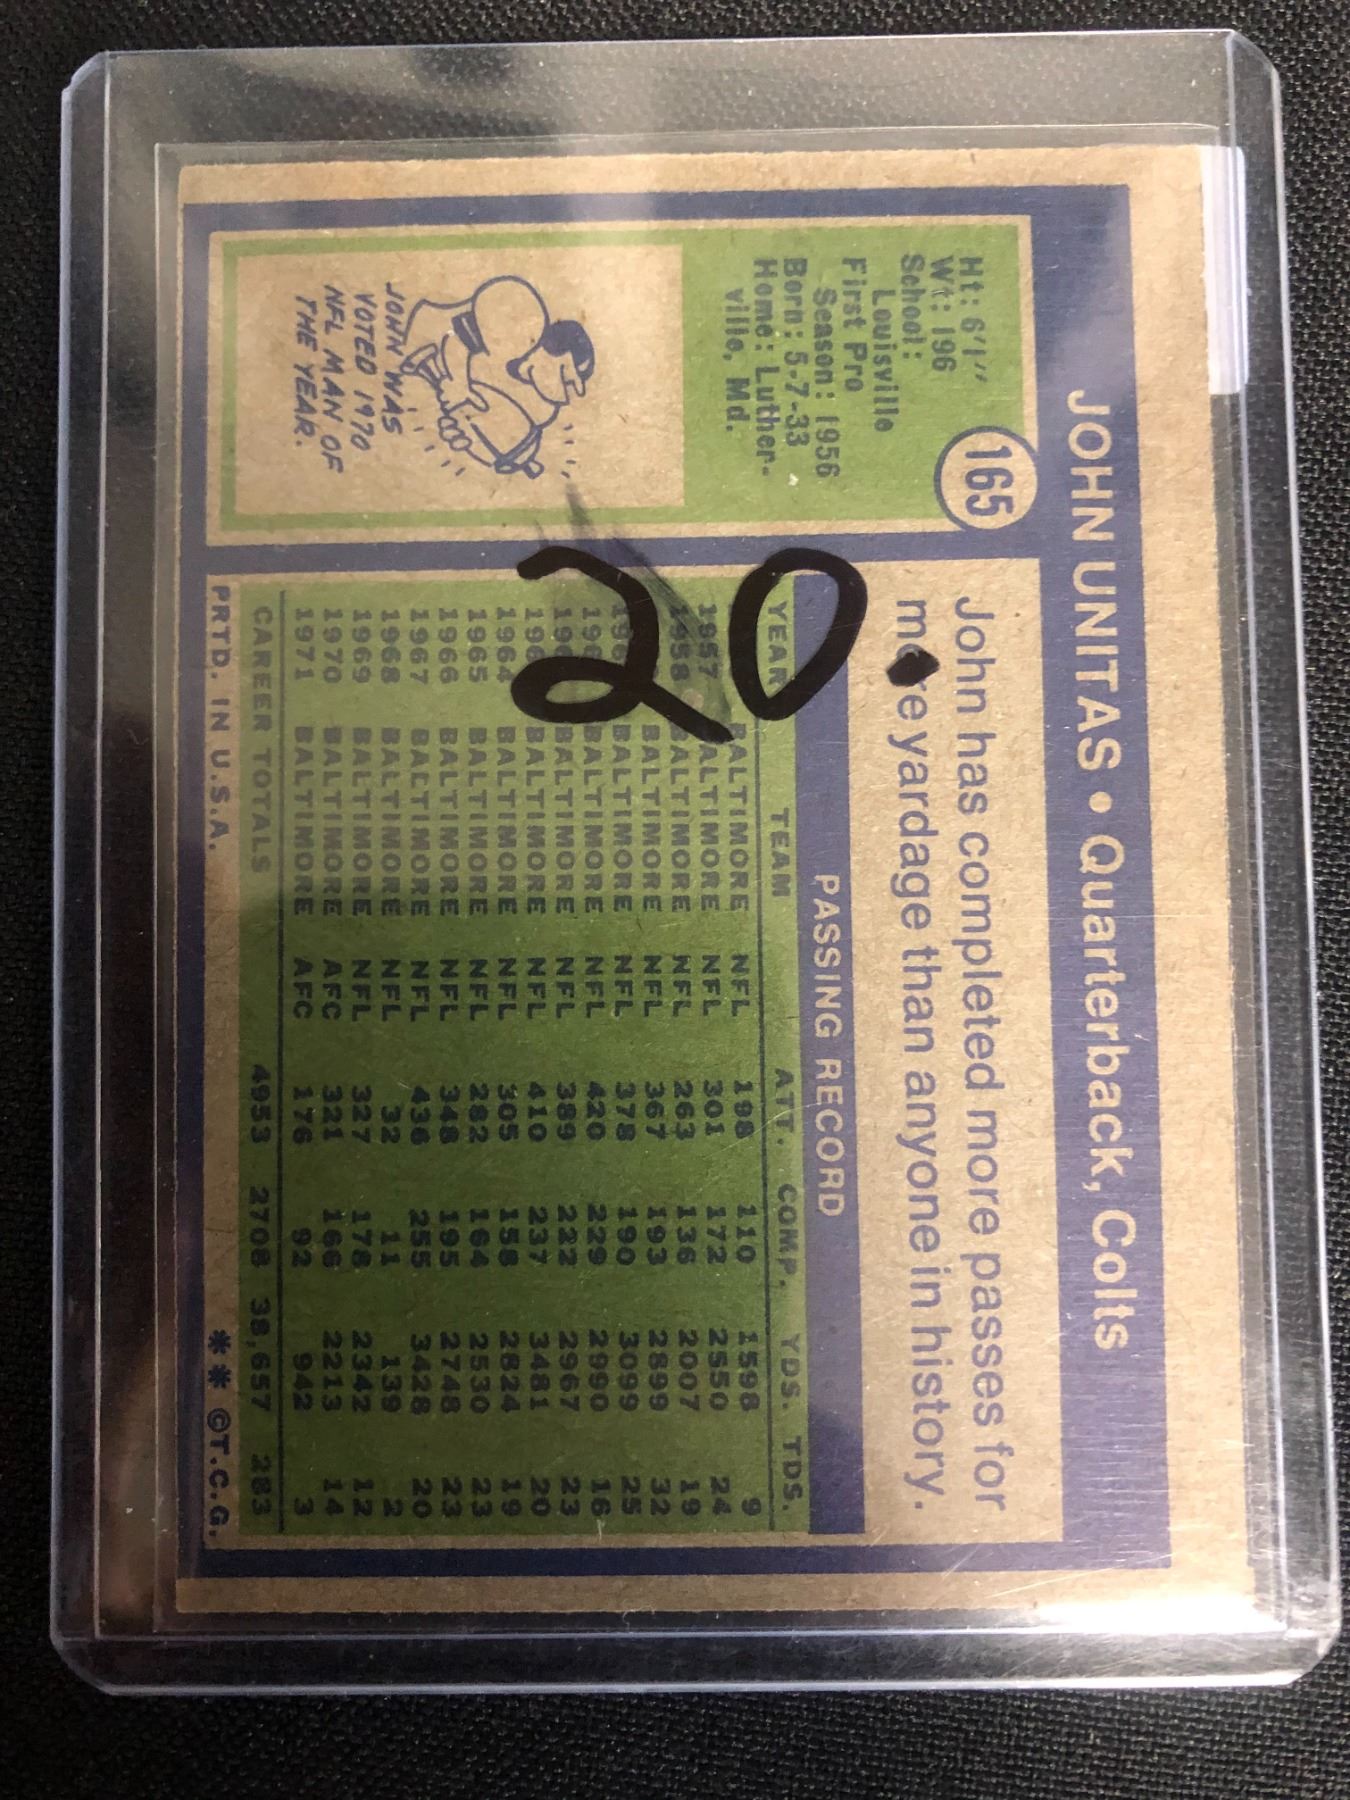 JOHN UNITAS • Quarterback, Colts
165
Ht: 6'1"
Wt: 196
School:
Louisville
First Pro
Season: 1956
Born: 5-7-33
Home: Luther-
ville, Md.
JOHN WAS
VOTED 1970
NFL MAN OF
THE YEAR.
John has completed more passes for
more yardage than anyone in history.
PASSING RECORD
YEAR TEAM ATT. COMP. YDS. TDS.
BALTIMORE NFL 198 110 1598 9
1957 BALTIMORE NFL 301 172 2550 24
1958 BALTIMORE NFL 263 136 2007 19
BALTIMORE NFL 367 193 2899 32
BALTIMORE NFL 378 190 3099 25
BALTIMORE NFL 420 229 2990 16
BALTIMORE NFL 389 222 2967 23
BALTIMORE NFL 410 237 3481 20
1964 BALTIMORE NFL 305 158 2824 19
1965 BALTIMORE NFL 282 164 2530 23
1966 BALTIMORE NFL 348 195 2748 23
1967 BALTIMORE NFL 436 255 3428 20
1968 BALTIMORE NFL 32 11 139 2
1969 BALTIMORE NFL 327 178 2342 12
1970 BALTIMORE AFC 321 166 2213 14
1971 BALTIMORE AFC 176 92 942 3
CAREER TOTALS 4953 2708 38,657 283
PRTD. IN U.S.A. ** ©T.C.G.
20.